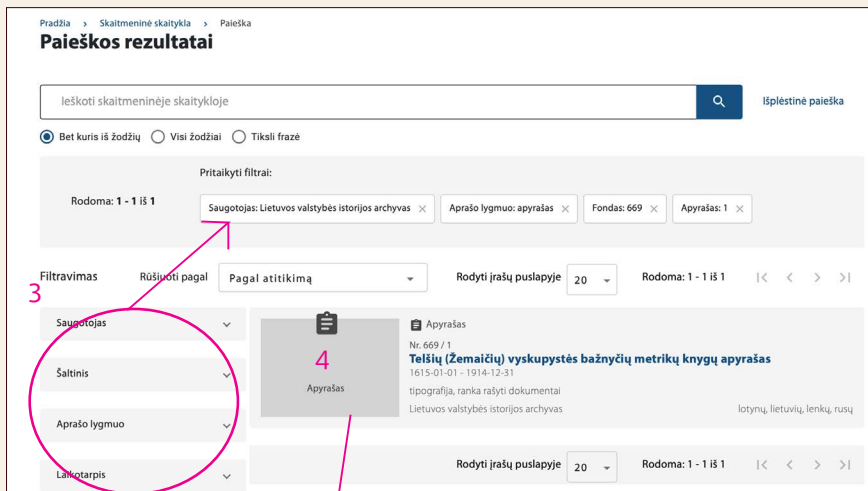 Pradžia › Skaitmeninė skaitykla › Paieška
Paieškos rezultatai
Ieškoti skaitmeninėje skaitykloje
Išplėstinė paieška
Bet kuris iš žodžių Visi žodžiai Tiksli frazė
Pritaikyti filtrai:
Rodoma: 1 - 1 iš 1
Saugotojas: Lietuvos valstybės istorijos archyvas × Aprašo lygmuo: apyrašas × Fondas: 669 × Apyrašas: 1 ×
Filtravimas Rūšiuoti pagal Pagal atitikimą Rodyti įrašų puslapyje 20 Rodoma: 1 - 1 iš 1 |< < > >|
3
Saugotojas
Šaltinis
Aprašo lygmuo
Laikotarpis
4
Apyrašas
Apyrašas
Nr. 669 / 1
Telšių (Žemaičių) vyskupystės bažnyčių metrikų knygų apyrašas
1615-01-01 - 1914-12-31
tipografija, ranka rašyti dokumentai
Lietuvos valstybės istorijos archyvas lotynų, lietuvių, lenkų, rusų
Rodyti įrašų puslapyje 20 Rodoma: 1 - 1 iš 1 |< < > >|